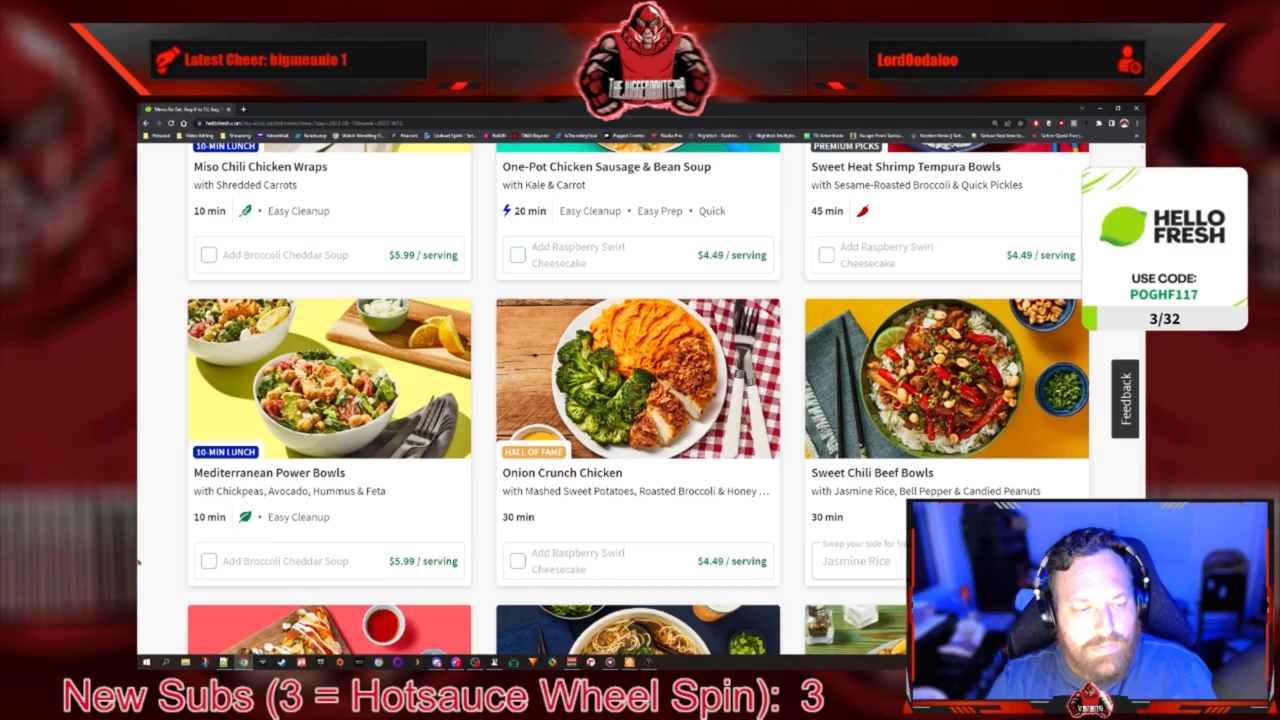 Latest Cheer: bigmeanie 1
LordOodaloo
10-MIN LUNCH
Miso Chili Chicken Wraps
with Shredded Carrots
10 min • Easy Cleanup
Add Broccoli Cheddar Soup $5.99 / serving
One-Pot Chicken Sausage & Bean Soup
with Kale & Carrot
20 min Easy Cleanup • Easy Prep • Quick
Add Raspberry Swirl
Cheesecake
$4.49 / serving
PREMIUM PICKS
Sweet Heat Shrimp Tempura Bowls
with Sesame-Roasted Broccoli & Quick Pickles
45 min
Add Raspberry Swirl
Cheesecake
$4.49 / serving
HELLO
FRESH
USE CODE:
POGHF117
3/32
Feedback
10-MIN LUNCH
Mediterranean Power Bowls
with Chickpeas, Avocado, Hummus & Feta
10 min • Easy Cleanup
Add Broccoli Cheddar Soup $5.99 / serving
HALL OF FAME
Onion Crunch Chicken
with Mashed Sweet Potatoes, Roasted Broccoli & Honey ...
30 min
Add Raspberry Swirl
Cheesecake
$4.49 / serving
Sweet Chili Beef Bowls
with Jasmine Rice, Bell Pepper & Candied Peanuts
30 min
Swap your side for fr
Jasmine Rice
New Subs (3 = Hotsauce Wheel Spin): 3